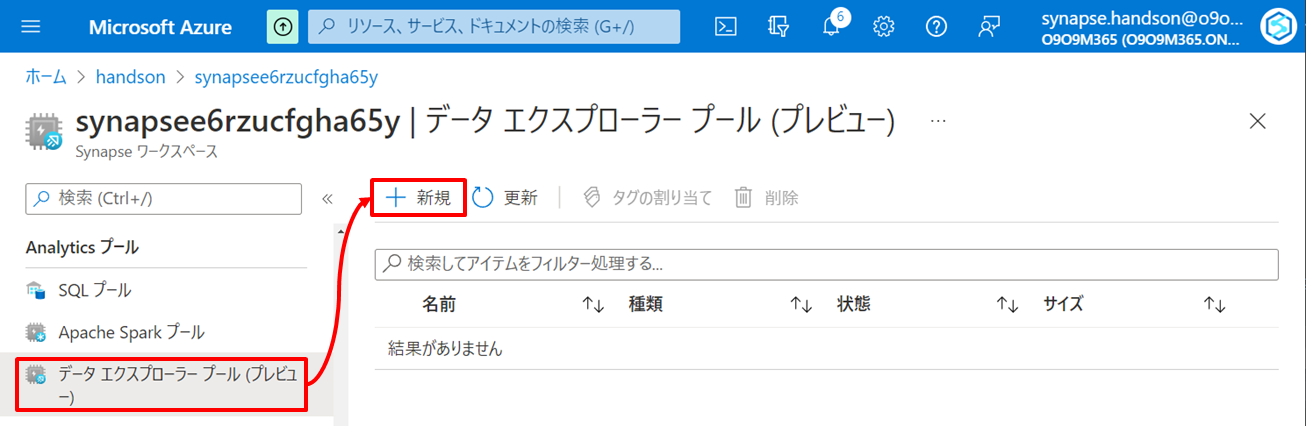 Microsoft Azure
リソース、サービス、ドキュメントの検索 (G+/)
6
synapse.handson@o9o...
O9O9M365 (O9O9M365.ON...
ホーム > handson > synapsee6rzucfgha65y
synapsee6rzucfgha65y | データ エクスプローラー プール (プレビュー) ...
Synapse ワークスペース
検索 (Ctrl+/)
«
新規
更新
タグの割り当て
削除
Analytics プール
SQL プール
Apache Spark プール
データ エクスプローラー プール (プレビュ
ー)
検索してアイテムをフィルター処理する...
名前 ↑↓ 種類 ↑↓ 状態 ↑↓ サイズ ↑↓
結果がありません